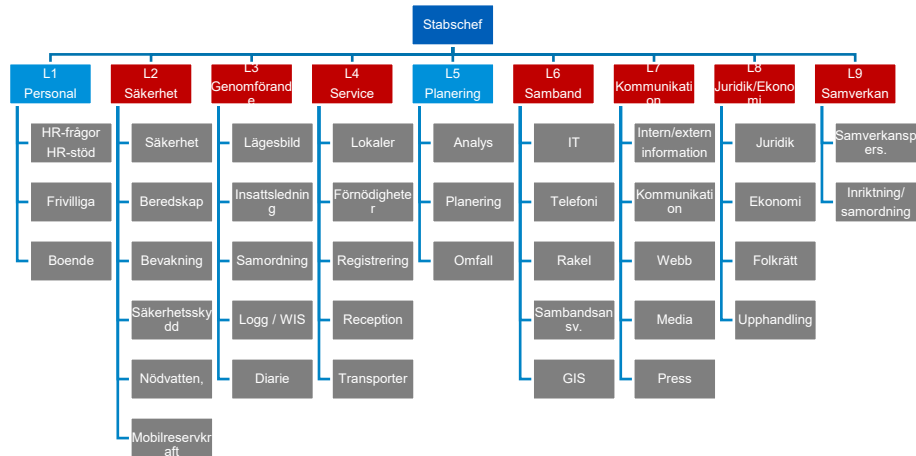 Stabschef
L1
Personal
L2
Säkerhet
L3
Genomförand
e
L4
Service
L5
Planering
L6
Samband
L7
Kommunikati
on
L8
Juridik/Ekono
mi
L9
Samverkan
HR-frågor
HR-stöd
Frivilliga
Boende
Säkerhet
Beredskap
Bevakning
Säkerhetssky
dd
Nödvatten,
Mobilreservkr
aft
Lägesbild
Insattslednin
g
Samordning
Logg / WIS
Diarie
Lokaler
Förnödighete
r
Registrering
Reception
Transporter
Analys
Planering
Omfall
IT
Telefoni
Rakel
Sambandsan
sv.
GIS
Intern/extern
information
Kommunikati
on
Webb
Media
Press
Juridik
Ekonomi
Folkrätt
Upphandling
Samverkansp
ers.
Inriktning/
samordning